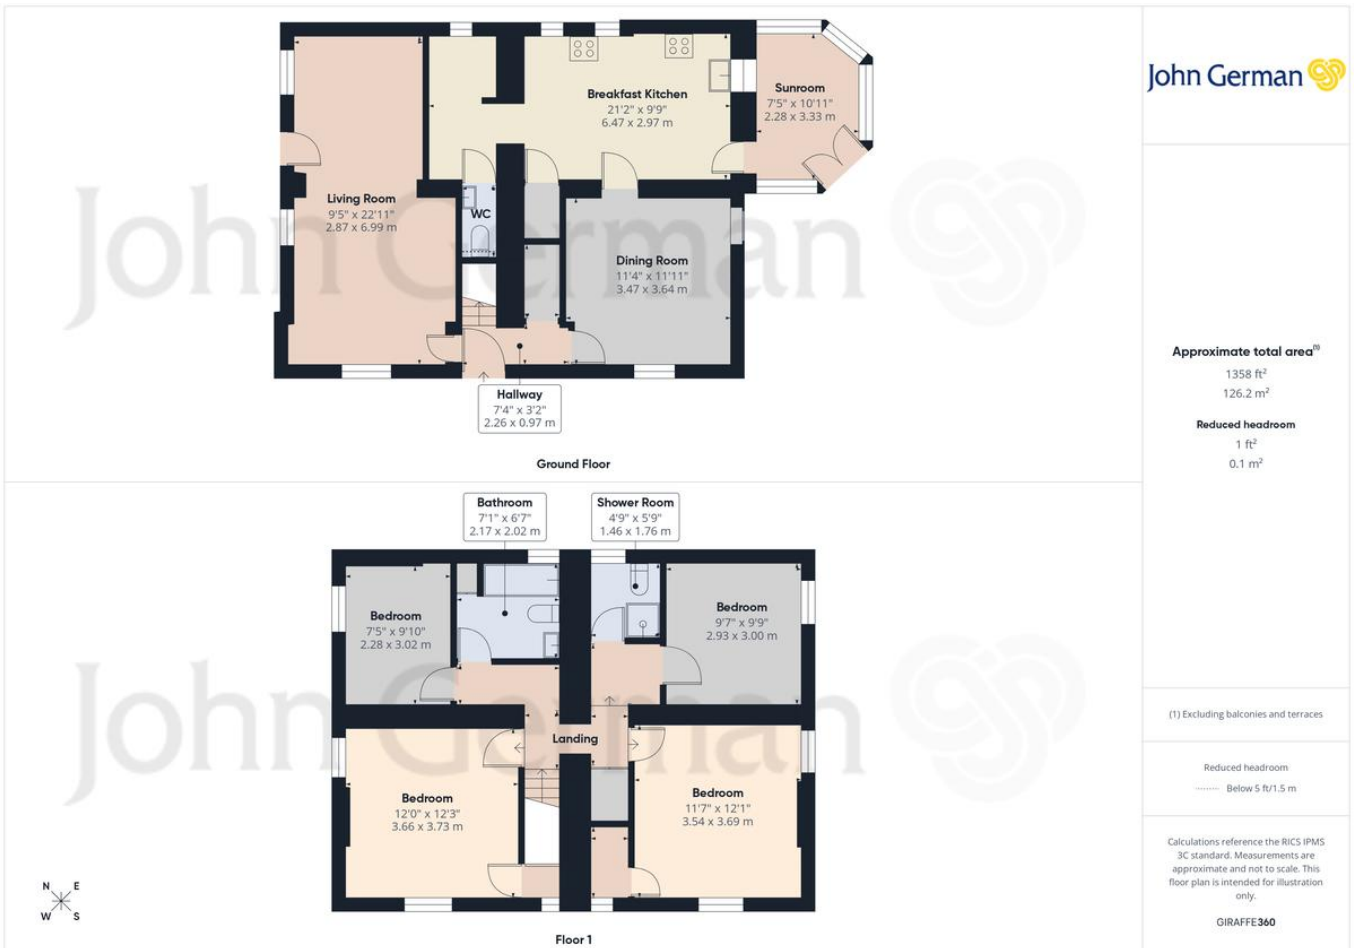 John German
Breakfast Kitchen
21'2" x 9'9"
6.47 x 2.97 m
Sunroom
7'5" x 10'11"
2.28 x 3.33 m
Living Room
9'5" x 22'11"
2.87 x 6.99 m
WC
Dining Room
11'4" x 11'11"
3.47 x 3.64 m
John German
Hallway
7'4" x 3'2"
2.26 x 0.97 m
Ground Floor
Approximate total area(1)
1358 ft²
126.2 m²
Reduced headroom
1 ft²
0.1 m²
Bathroom
7'1" x 6'7"
2.17 x 2.02 m
Shower Room
4'9" x 5'9"
1.46 x 1.76 m
Bedroom
7'5" x 9'10"
2.28 x 3.02 m
Bedroom
9'7" x 9'9"
2.93 x 3.00 m
John German
Landing
Bedroom
12'0" x 12'3"
3.66 x 3.73 m
Bedroom
11'7" x 12'1"
3.54 x 3.69 m
N E
W S
Floor 1
(1) Excluding balconies and terraces
Reduced headroom
Below 5 ft/1.5 m
Calculations reference the RICS IPMS
3C standard. Measurements are
approximate and not to scale. This
floor plan is intended for illustration
only.
GIRAFFE360